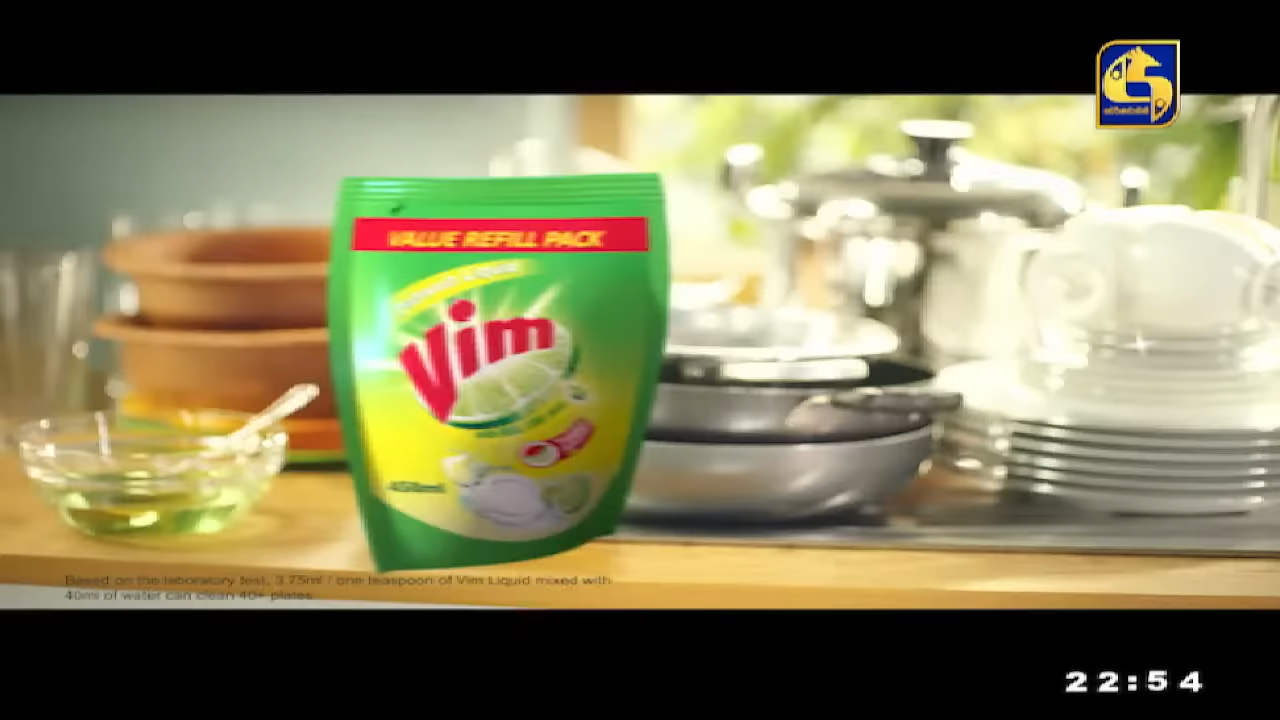 VALUE REFILL PACK
Vim
Based on the laboratory test, 3.75ml / one teaspoon of Vim Liquid mixed with
40ml of water can clean 40+ plates
22:54